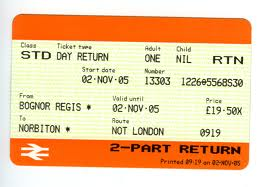 Class Ticket type Adult Child
STD DAY RETURN ONE NIL RTN
Start date Number
02·NOV·05 13303 1226@5568S30
From Valid until Price
BOGNOR REGIS * 02·NOV·05 £19·50X
To Route
NORBITON * NOT LONDON 0919
2-PART RETURN
Printed 09:19 on 02·NOV·05